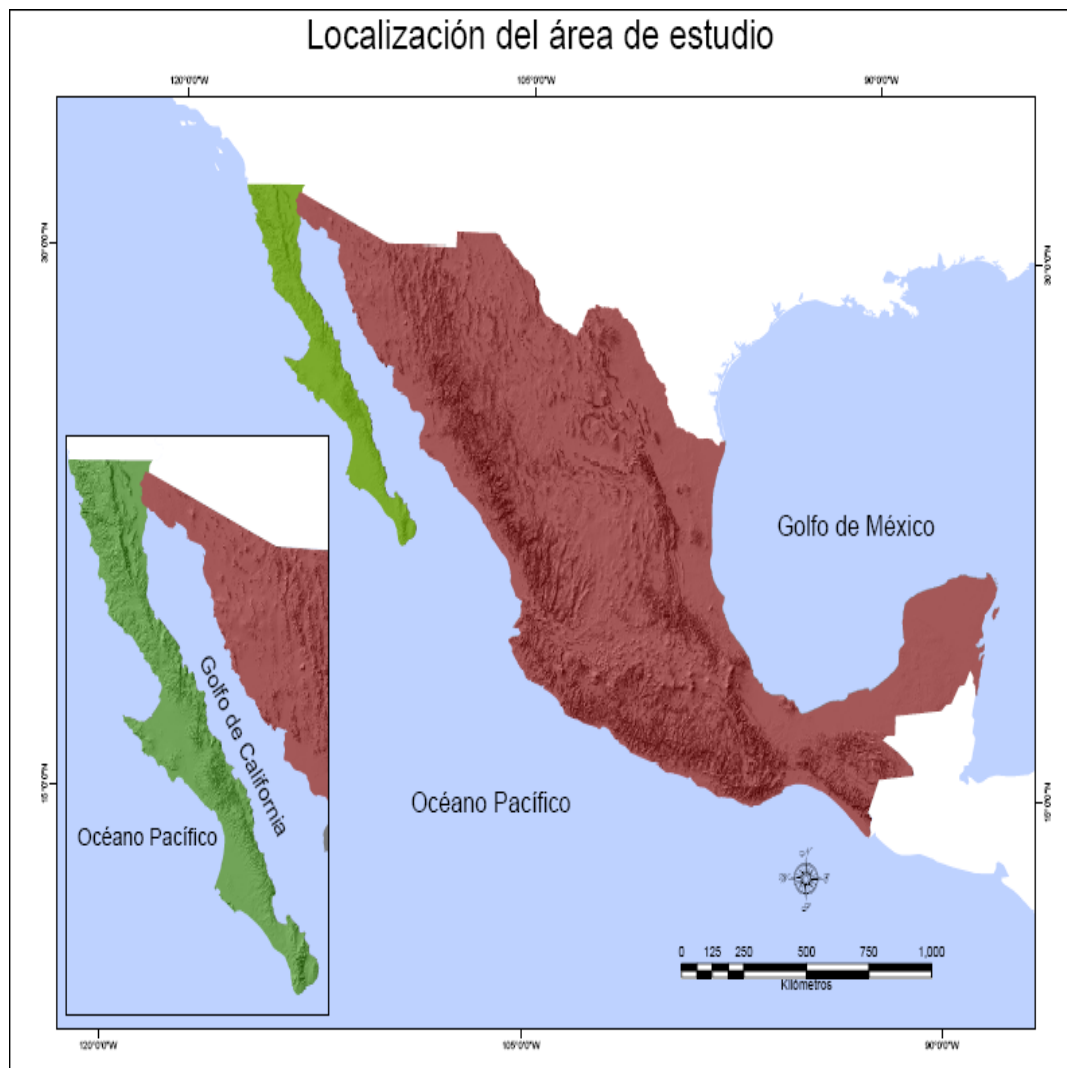 Localización del área de estudio
120°0'0"W
105°0'0"W
90°0'0"W
30°0'0"N
30°0'0"N
Golfo de México
Golfo de California
Océano Pacífico
Océano Pacífico
15°0'0"N
15°0'0"N
0 125 250 500 750 1,000
Kilómetros
120°0'0"W
105°0'0"W
90°0'0"W